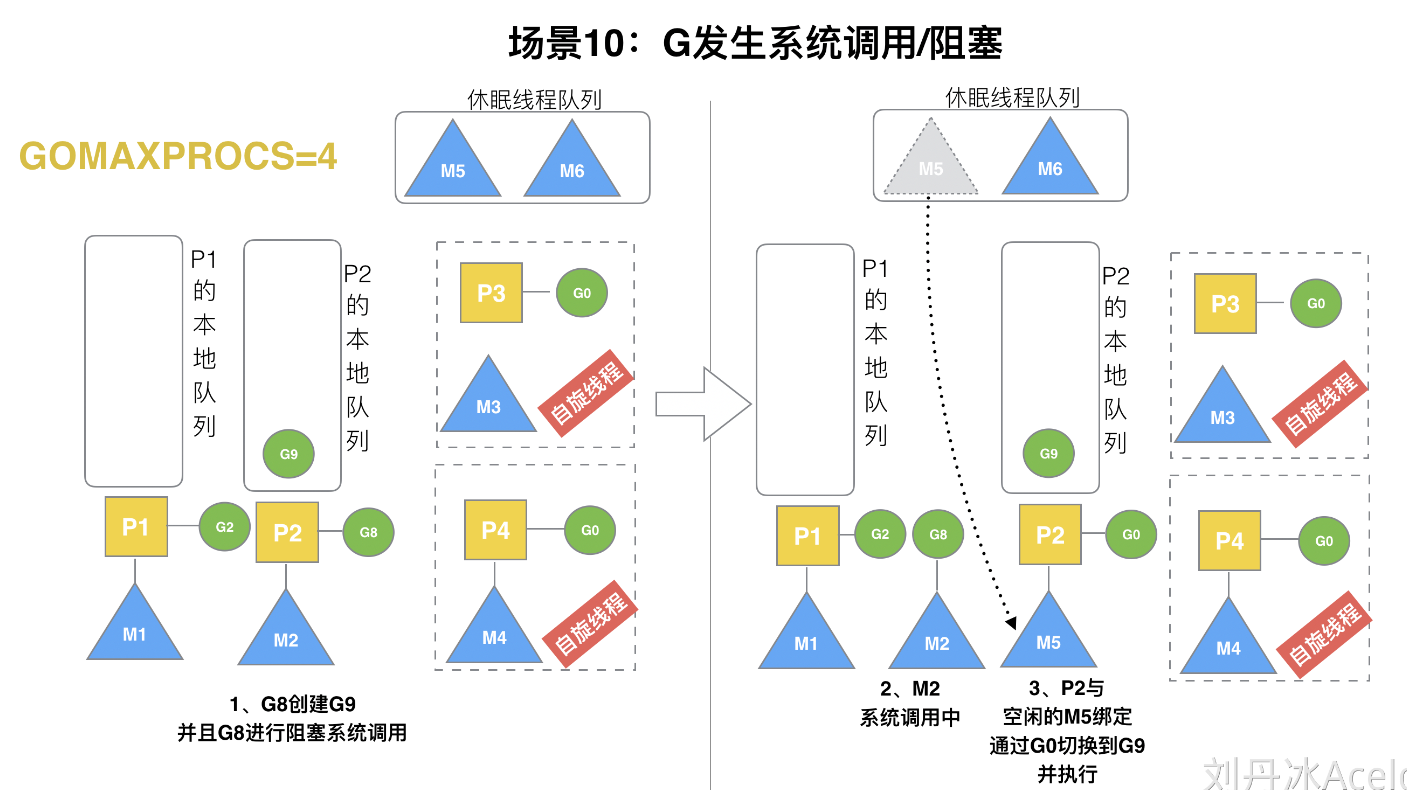 场景10：G发生系统调用/阻塞
GOMAXPROCS=4
休眠线程队列
M5
M6
P1的本地队列
P2的本地队列
G9
P1
G2
P2
G8
M1
M2
P3
G0
M3
自旋线程
P4
G0
M4
自旋线程
1、G8创建G9
并且G8进行阻塞系统调用
休眠线程队列
M5
M6
P1的本地队列
P2的本地队列
G9
P1
G2
G8
P2
G0
M1
M2
M5
P3
G0
M3
自旋线程
P4
G0
M4
自旋线程
2、M2
系统调用中
3、P2与
空闲的M5绑定
通过G0切换到G9
并执行
刘丹冰Acelo